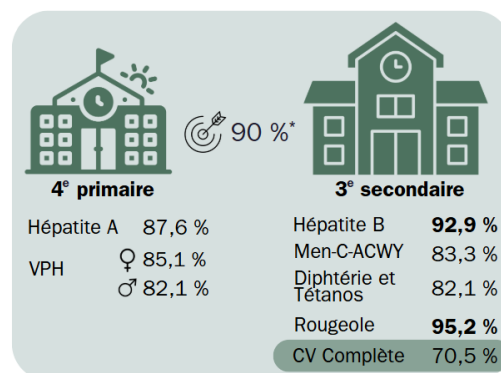 90 %*
4e primaire
Hépatite A 87,6 %
VPH ♀ 85,1 %
♂ 82,1 %
3e secondaire
Hépatite B 92,9 %
Men-C-ACWY 83,3 %
Diphtérie et
Tétanos 82,1 %
Rougeole 95,2 %
CV Complète 70,5 %